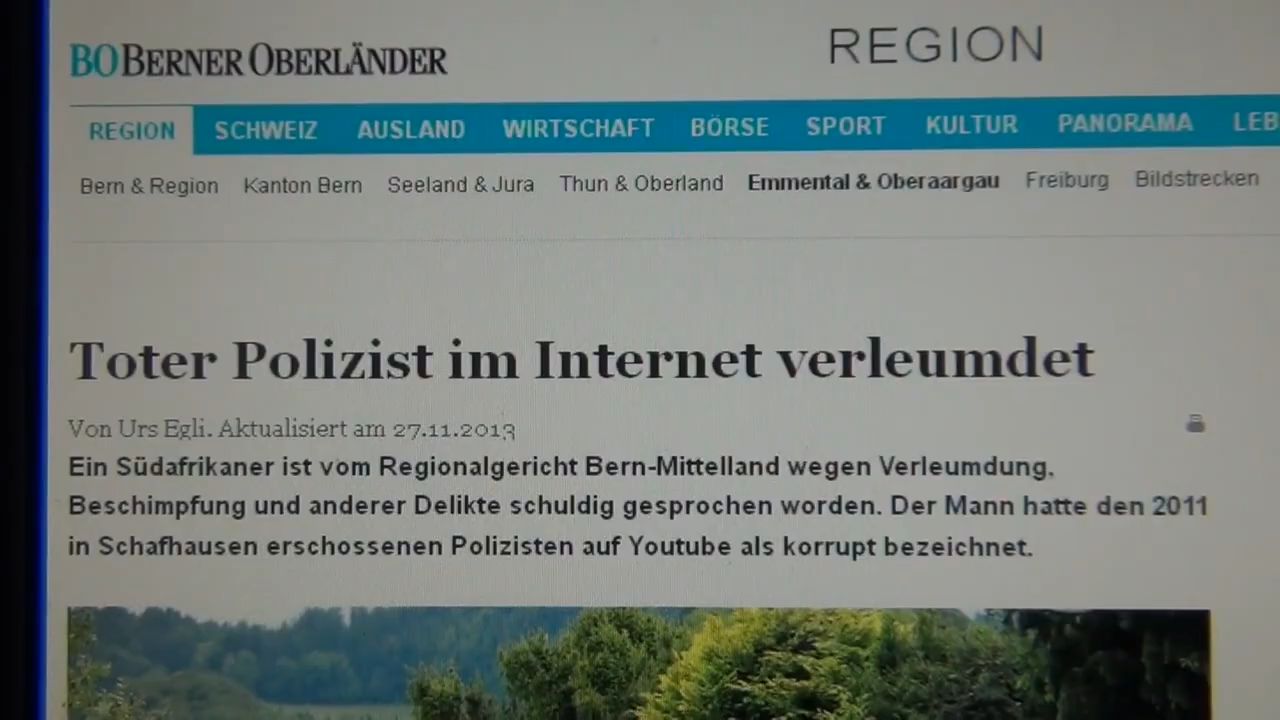 BO BERNER OBERLÄNDER
REGION
REGION SCHWEIZ AUSLAND WIRTSCHAFT BÖRSE SPORT KULTUR PANORAMA LEB
Bern & Region Kanton Bern Seeland & Jura Thun & Oberland Emmental & Oberaargau Freiburg Bildstrecken
Toter Polizist im Internet verleumdet
Von Urs Egli. Aktualisiert am 27.11.2013
Ein Südafrikaner ist vom Regionalgericht Bern-Mittelland wegen Verleumdung,
Beschimpfung und anderer Delikte schuldig gesprochen worden. Der Mann hatte den 2011
in Schafhausen erschossenen Polizisten auf Youtube als korrupt bezeichnet.